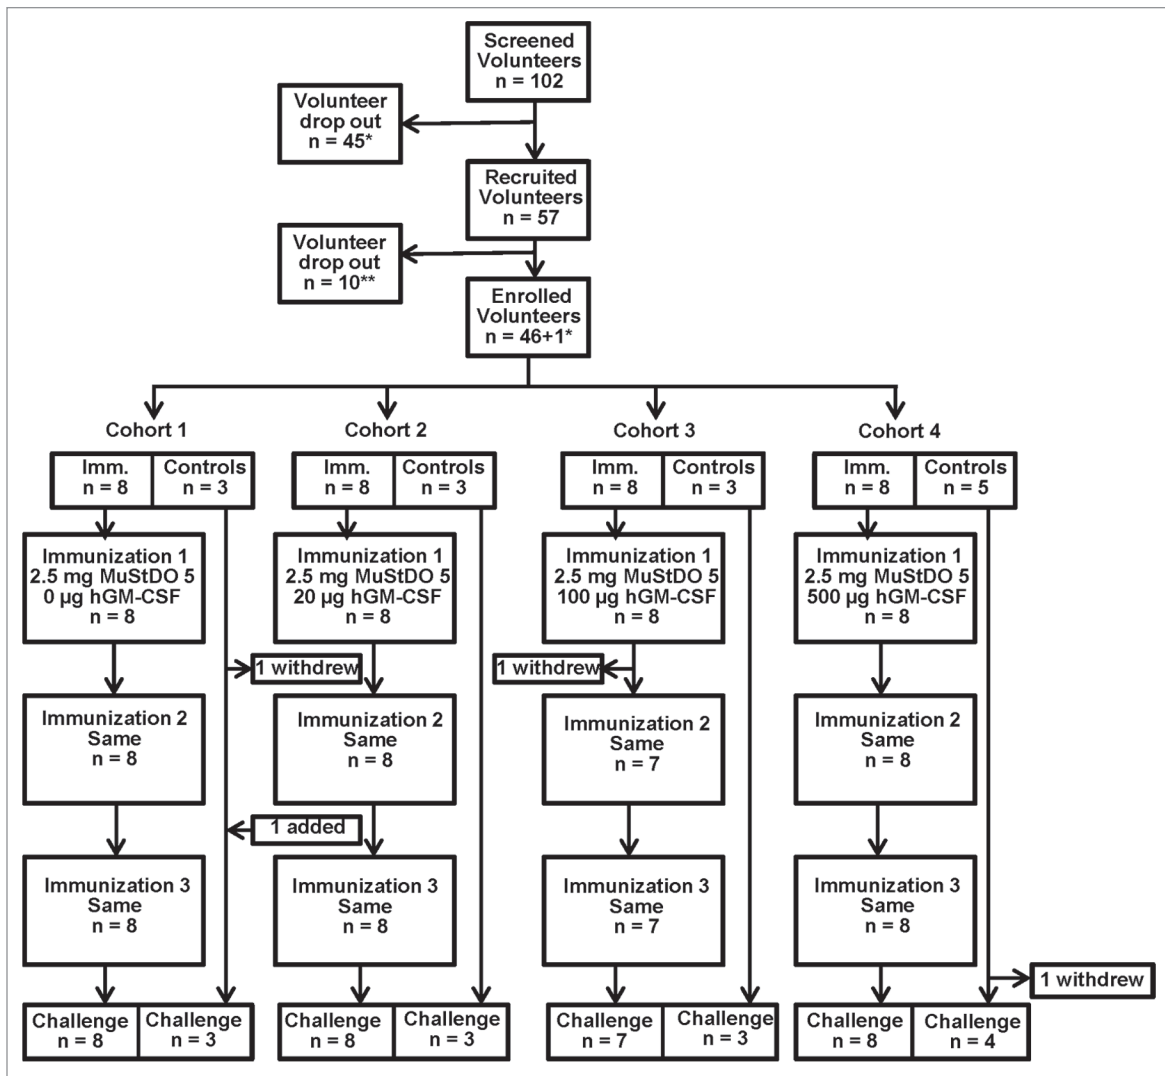 Screened
Volunteers
n = 102
Volunteer
drop out
n = 45*
Recruited
Volunteers
n = 57
Volunteer
drop out
n = 10**
Enrolled
Volunteers
n = 46+1*
Cohort 1
Cohort 2
Cohort 3
Cohort 4
Imm.
n = 8
Controls
n = 3
Imm.
n = 8
Controls
n = 3
Imm.
n = 8
Controls
n = 3
Imm.
n = 8
Controls
n = 5
Immunization 1
2.5 mg MuStDO 5
0 µg hGM-CSF
n = 8
Immunization 1
2.5 mg MuStDO 5
20 µg hGM-CSF
n = 8
Immunization 1
2.5 mg MuStDO 5
100 µg hGM-CSF
n = 8
Immunization 1
2.5 mg MuStDO 5
500 µg hGM-CSF
n = 8
1 withdrew
1 withdrew
Immunization 2
Same
n = 8
Immunization 2
Same
n = 8
Immunization 2
Same
n = 7
Immunization 2
Same
n = 8
1 added
Immunization 3
Same
n = 8
Immunization 3
Same
n = 8
Immunization 3
Same
n = 7
Immunization 3
Same
n = 8
1 withdrew
Challenge
n = 8
Challenge
n = 3
Challenge
n = 8
Challenge
n = 3
Challenge
n = 7
Challenge
n = 3
Challenge
n = 8
Challenge
n = 4